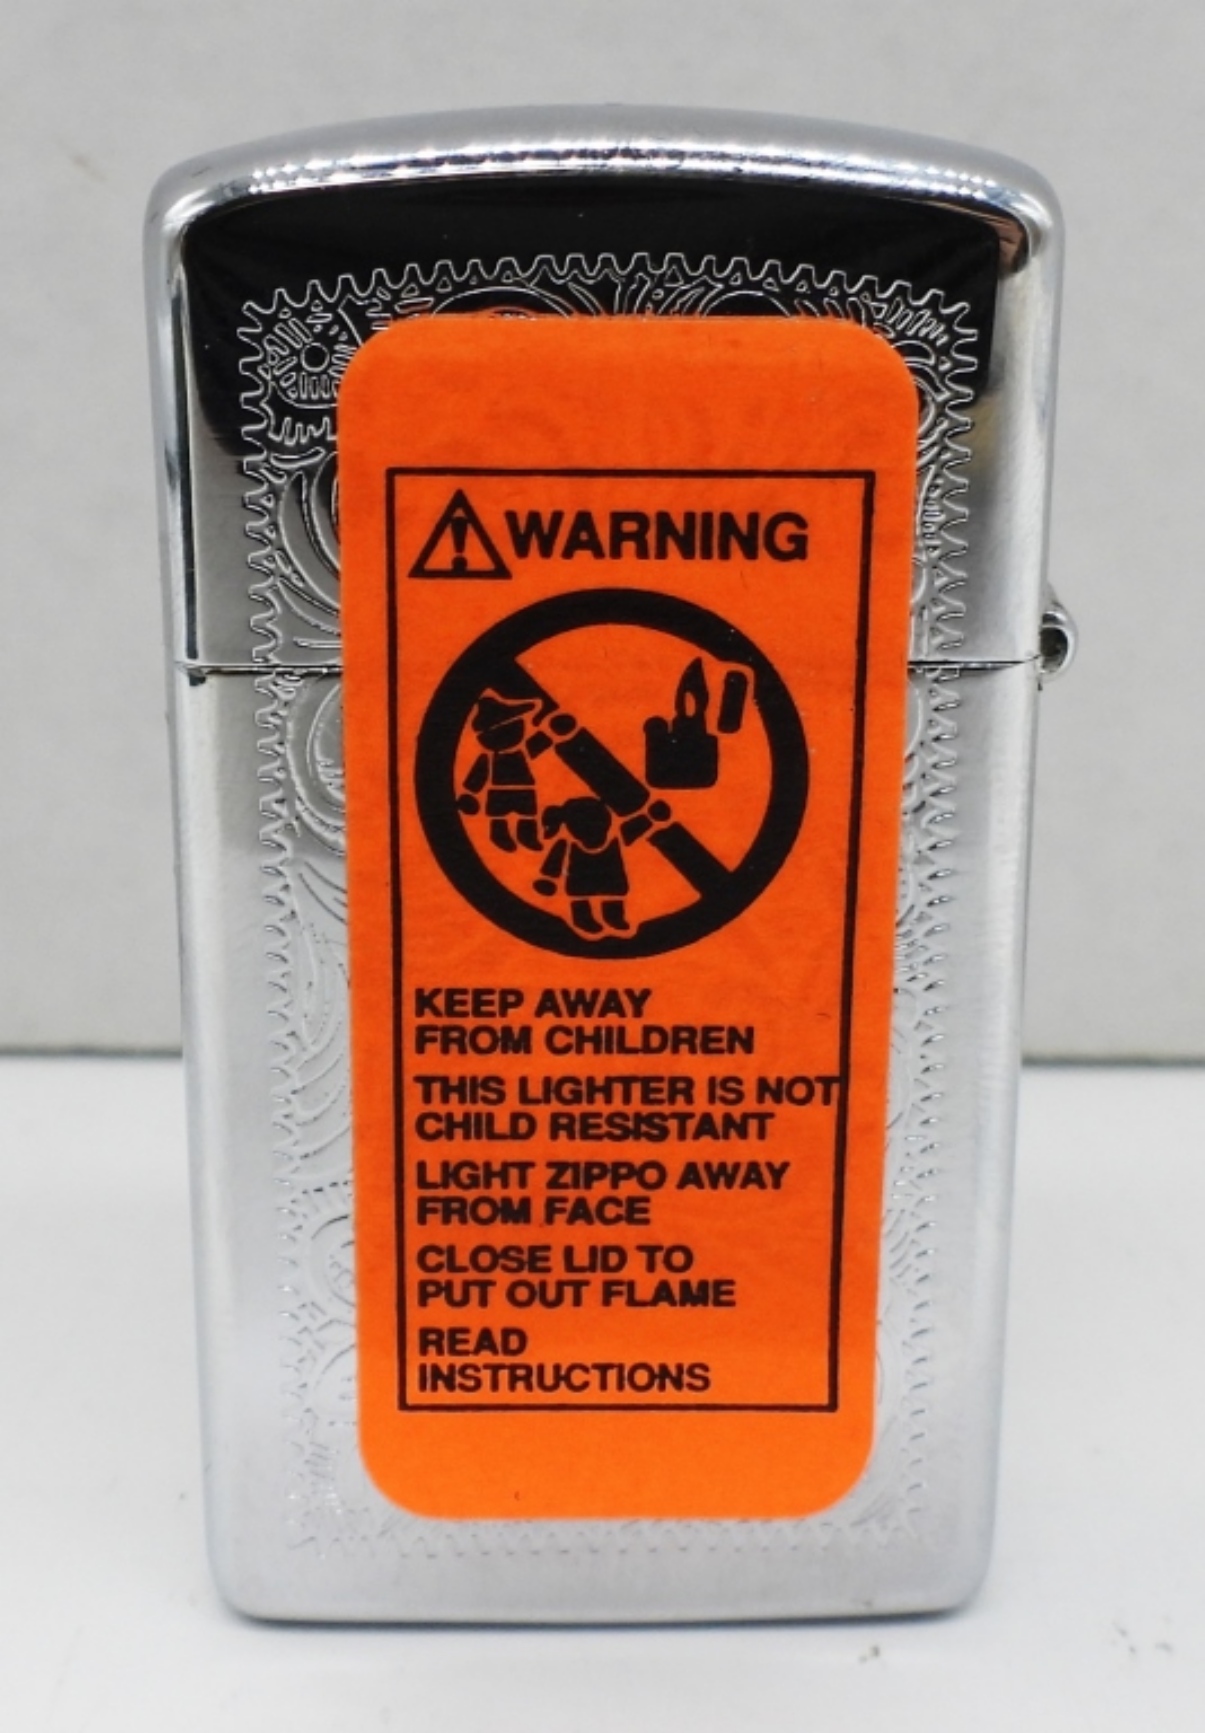 WARNING
KEEP AWAY
FROM CHILDREN
THIS LIGHTER IS NOT
CHILD RESISTANT
LIGHT ZIPPO AWAY
FROM FACE
CLOSE LID TO
PUT OUT FLAME
READ
INSTRUCTIONS